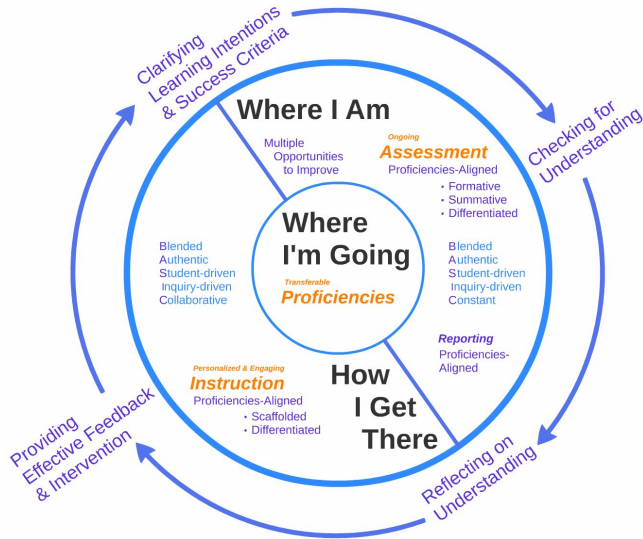 Clarifying
Learning Intentions
& Success Criteria
Checking for
Understanding
Where I Am
Multiple
Opportunities
to Improve
Ongoing
Assessment
Proficiencies-Aligned
• Formative
• Summative
• Differentiated
Where
I'm Going
Transferable
Proficiencies
Blended
Authentic
Student-driven
Inquiry-driven
Collaborative
Blended
Authentic
Student-driven
Inquiry-driven
Constant
Reporting
Proficiencies-
Aligned
Personalized & Engaging
Instruction
Proficiencies-Aligned
• Scaffolded
• Differentiated
How
I Get
There
Reflecting on
Understanding
Providing
Effective Feedback
& Intervention